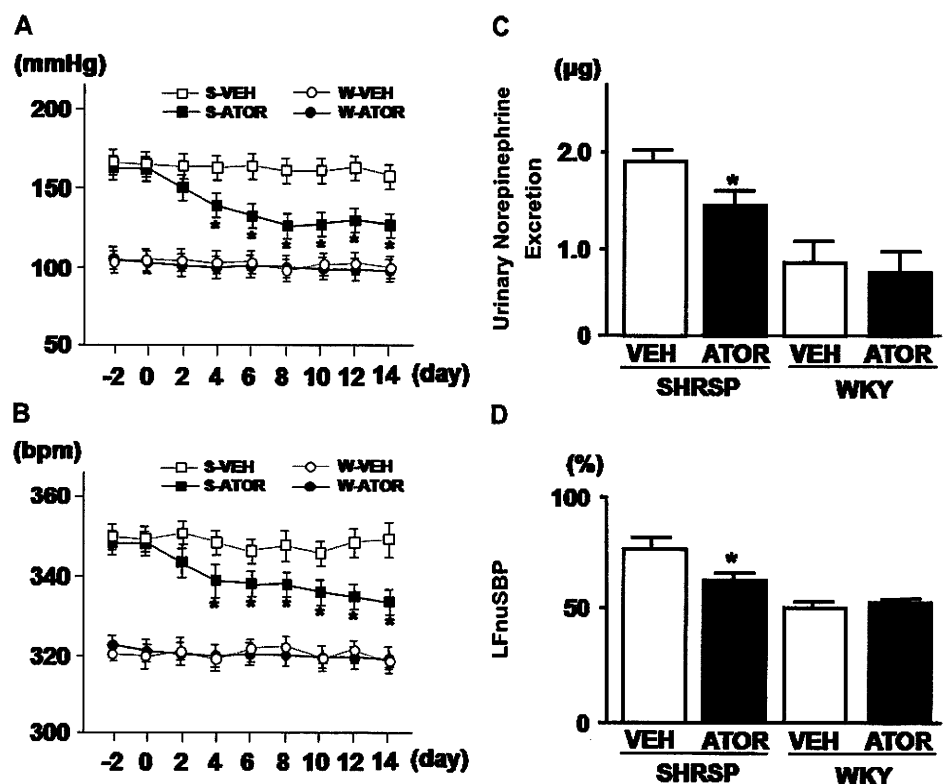 A
(mmHg)
S-VEH
W-VEH
S-ATOR
W-ATOR
200
150
100
50
* * * * * *
-2 0 2 4 6 8 10 12 14 (day)
B
(bpm)
S-VEH
W-VEH
S-ATOR
W-ATOR
360
340
320
300
* * * * * *
-2 0 2 4 6 8 10 12 14 (day)
C
(µg)
Urinary Norepinephrine
Excretion
2.0
1.0
0
*
VEH ATOR VEH ATOR
SHRSP WKY
D
(%)
LFnuSBP
100
50
0
*
VEH ATOR VEH ATOR
SHRSP WKY